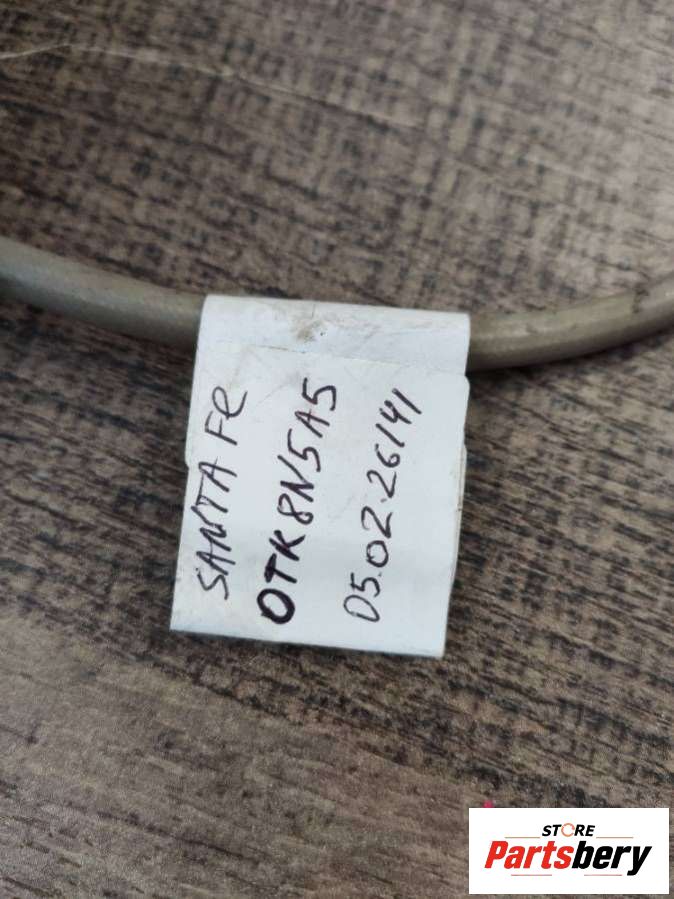 SANTA Fe
OTK8N5A5
05.02.26141
STORE
Partsbery